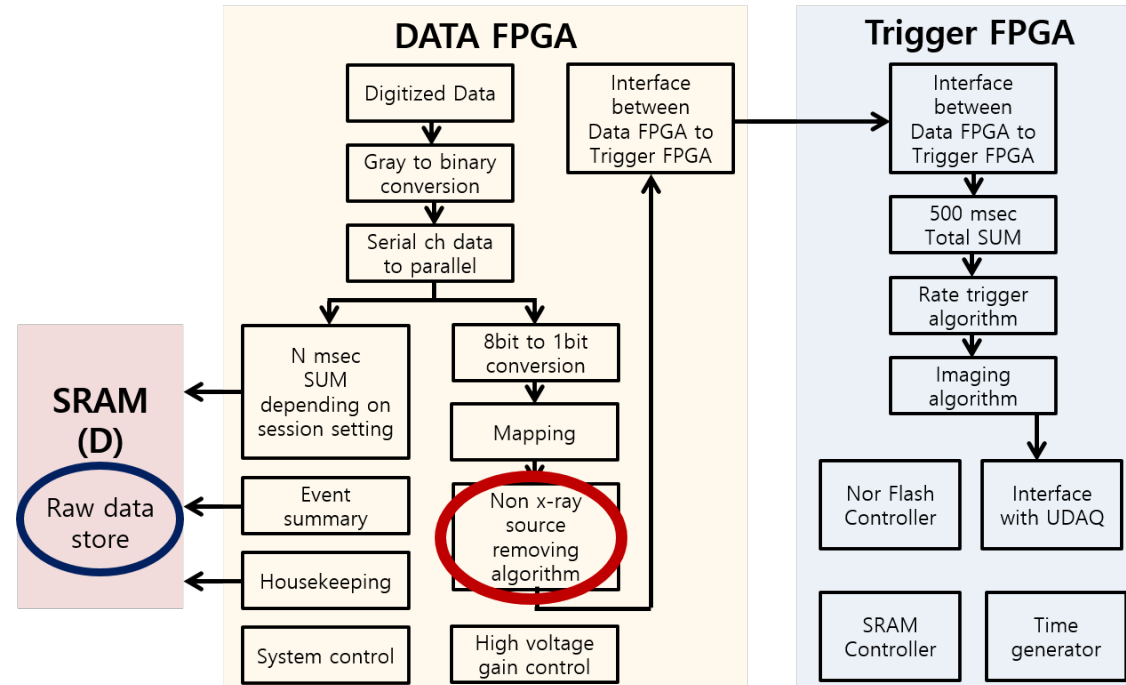 DATA FPGA
Digitized Data
Gray to binary
conversion
Serial ch data
to parallel
N msec
SUM
depending on
session setting
8bit to 1bit
conversion
Mapping
Non x-ray
source
removing
algorithm
Event
summary
Housekeeping
System control
High voltage
gain control
Interface
between
Data FPGA to
Trigger FPGA
SRAM
(D)
Raw data
store
Trigger FPGA
Interface
between
Data FPGA to
Trigger FPGA
500 msec
Total SUM
Rate trigger
algorithm
Imaging
algorithm
Nor Flash
Controller
Interface
with UDAQ
SRAM
Controller
Time
generator